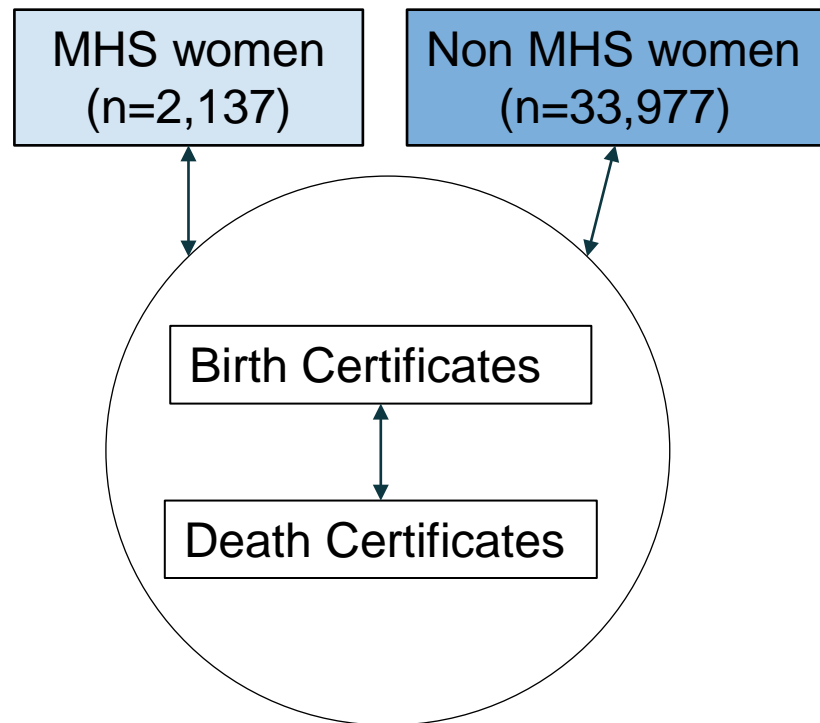 MHS women
(n=2,137)
Non MHS women
(n=33,977)
Birth Certificates
Death Certificates